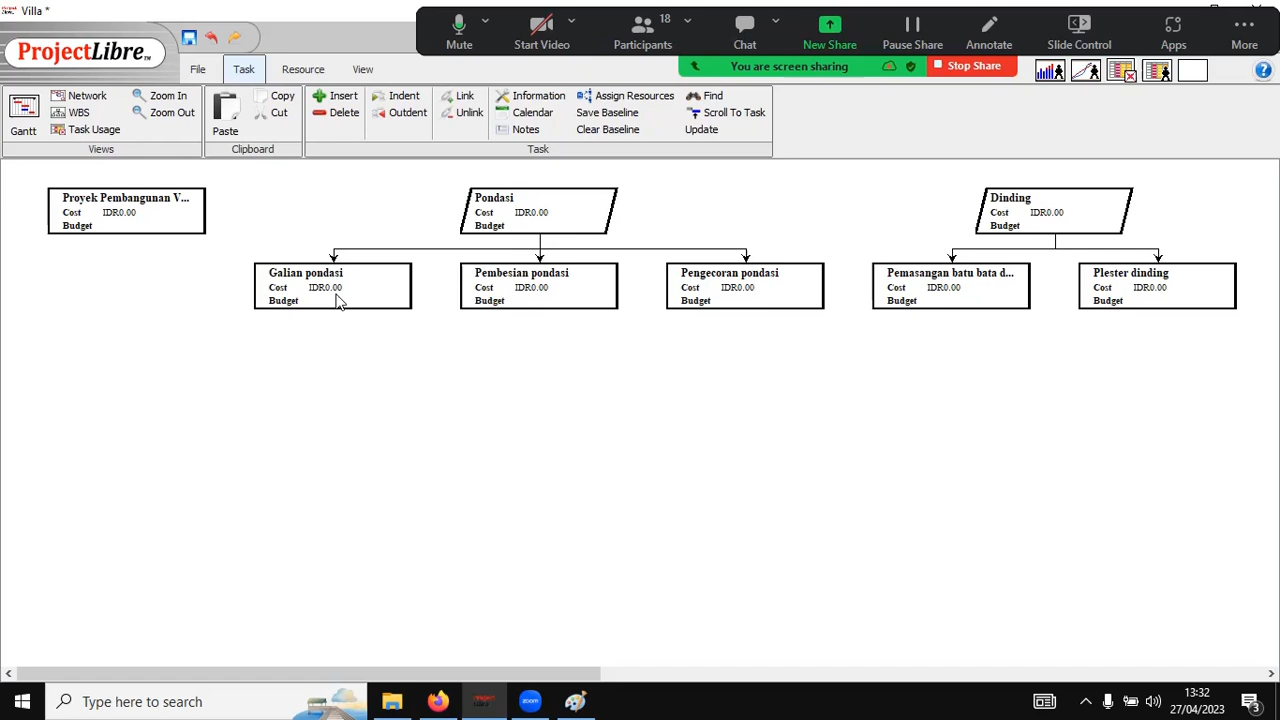 Villa *
Mute
Start Video
18
Participants
Chat
New Share
Pause Share
Annotate
Slide Control
Apps
More
ProjectLibre
File
Task
Resource
View
You are screen sharing
Stop Share
Gantt
Network
WBS
Task Usage
Zoom In
Zoom Out
Views
Paste
Copy
Cut
Clipboard
Insert
Delete
Indent
Outdent
Link
Unlink
Information
Calendar
Notes
Assign Resources
Save Baseline
Clear Baseline
Find
Scroll To Task
Update
Task
Proyek Pembangunan V...
Cost IDR0.00
Budget
Pondasi
Cost IDR0.00
Budget
Dinding
Cost IDR0.00
Budget
Galian pondasi
Cost IDR0.00
Budget
Pembesian pondasi
Cost IDR0.00
Budget
Pengecoran pondasi
Cost IDR0.00
Budget
Pemasangan batu bata d...
Cost IDR0.00
Budget
Plester dinding
Cost IDR0.00
Budget
Type here to search
zoom
13:32
27/04/2023
3